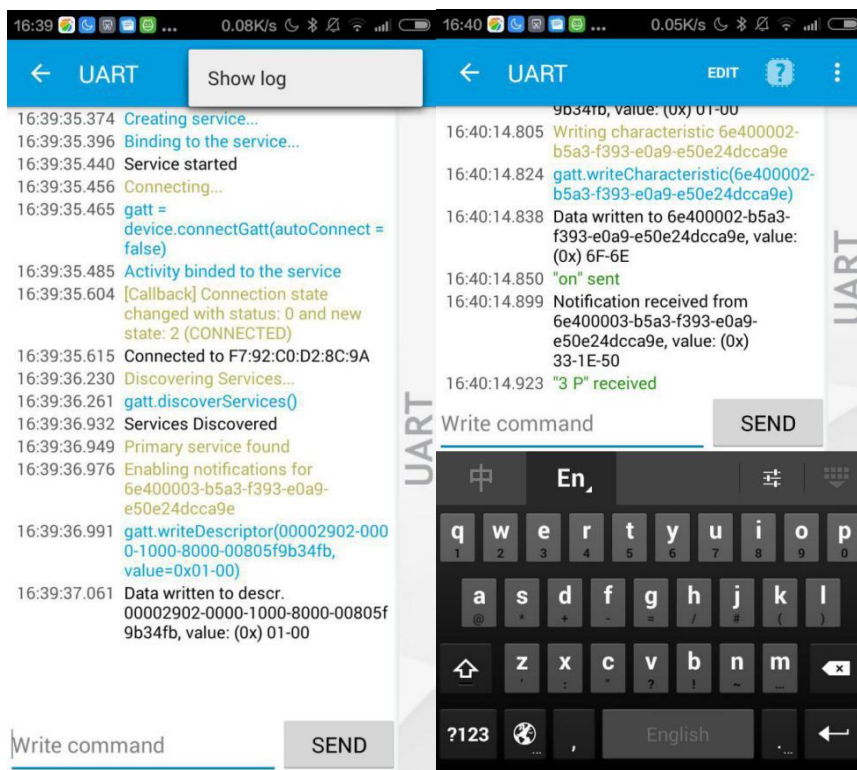 16:39 ... 0.08K/s
UART
Show log
16:39:35.374 Creating service...
16:39:35.396 Binding to the service...
16:39:35.440 Service started
16:39:35.456 Connecting...
16:39:35.465 gatt =
device.connectGatt(autoConnect =
false)
16:39:35.485 Activity binded to the service
16:39:35.604 [Callback] Connection state
changed with status: 0 and new
state: 2 (CONNECTED)
16:39:35.615 Connected to F7:92:C0:D2:8C:9A
16:39:36.230 Discovering Services...
16:39:36.261 gatt.discoverServices()
16:39:36.932 Services Discovered
16:39:36.949 Primary service found
16:39:36.976 Enabling notifications for
6e400003-b5a3-f393-e0a9-
e50e24dcca9e
16:39:36.991 gatt.writeDescriptor(00002902-000
0-1000-8000-00805f9b34fb,
value=0x01-00)
16:39:37.061 Data written to descr.
00002902-0000-1000-8000-00805f
9b34fb, value: (0x) 01-00
UART
Write command
SEND
16:40 ... 0.05K/s
UART
EDIT
?
9b34fb, value: (0x) 01-00
16:40:14.805 Writing characteristic 6e400002-
b5a3-f393-e0a9-e50e24dcca9e
16:40:14.824 gatt.writeCharacteristic(6e400002-
b5a3-f393-e0a9-e50e24dcca9e)
16:40:14.838 Data written to 6e400002-b5a3-
f393-e0a9-e50e24dcca9e, value:
(0x) 6F-6E
16:40:14.850 "on" sent
16:40:14.899 Notification received from
6e400003-b5a3-f393-e0a9-
e50e24dcca9e, value: (0x)
33-1E-50
16:40:14.923 "3 P" received
UART
Write command
SEND
中 En
q w e r t y u i o p
1 2 3 4 5 6 7 8 9 0
a s d f g h j k l
@ * + - = / # ( )
z x c v b n m
' : " ? ! ~ ...
?123 , English .